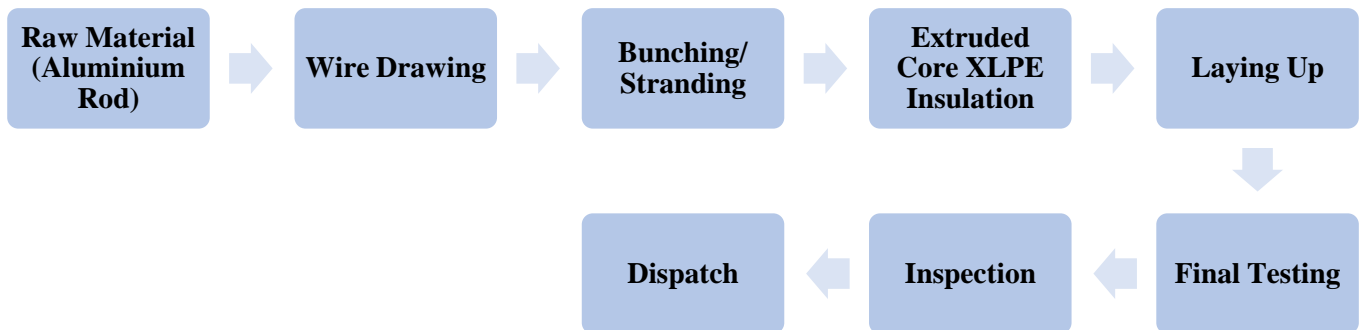 Raw Material
(Aluminium
Rod)
Wire Drawing
Bunching/
Stranding
Extruded
Core XLPE
Insulation
Laying Up
Final Testing
Inspection
Dispatch